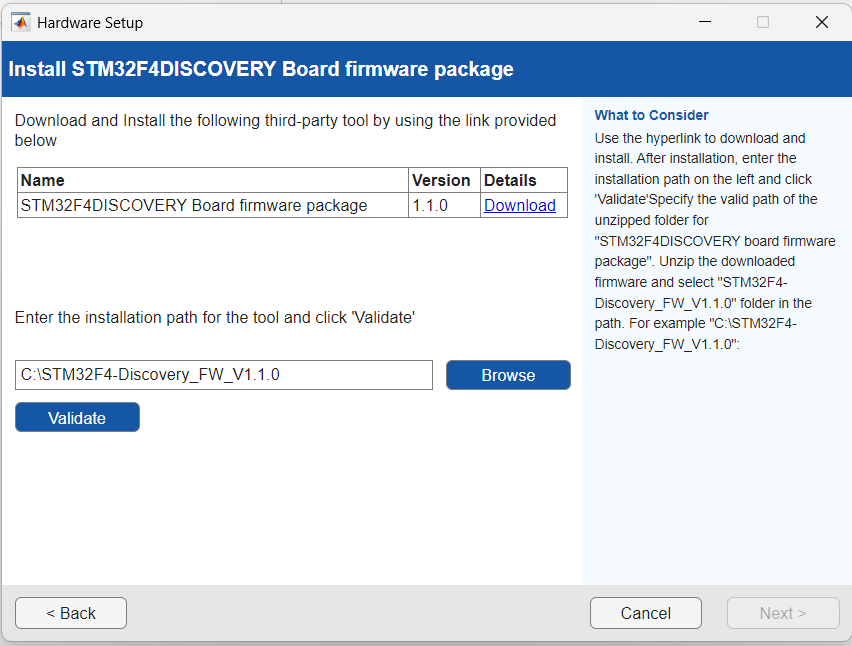 Hardware Setup
Install STM32F4DISCOVERY Board firmware package
Download and Install the following third-party tool by using the link provided
below
Name Version Details
STM32F4DISCOVERY Board firmware package 1.1.0 Download
Enter the installation path for the tool and click 'Validate'
C:\STM32F4-Discovery_FW_V1.1.0 Browse
Validate
What to Consider
Use the hyperlink to download and
install. After installation, enter the
installation path on the left and click
'Validate'Specify the valid path of the
unzipped folder for
"STM32F4DISCOVERY board firmware
package". Unzip the downloaded
firmware and select "STM32F4-
Discovery_FW_V1.1.0" folder in the
path. For example "C:\STM32F4-
Discovery_FW_V1.1.0":
< Back Cancel Next >